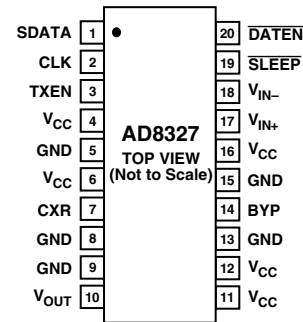 SDATA 1
CLK 2
TXEN 3
VCC 4
GND 5
VCC 6
CXR 7
GND 8
GND 9
VOUT 10
AD8327
TOP VIEW
(Not to Scale)
20 DATEN
19 SLEEP
18 VIN–
17 VIN+
16 VCC
15 GND
14 BYP
13 GND
12 VCC
11 VCC